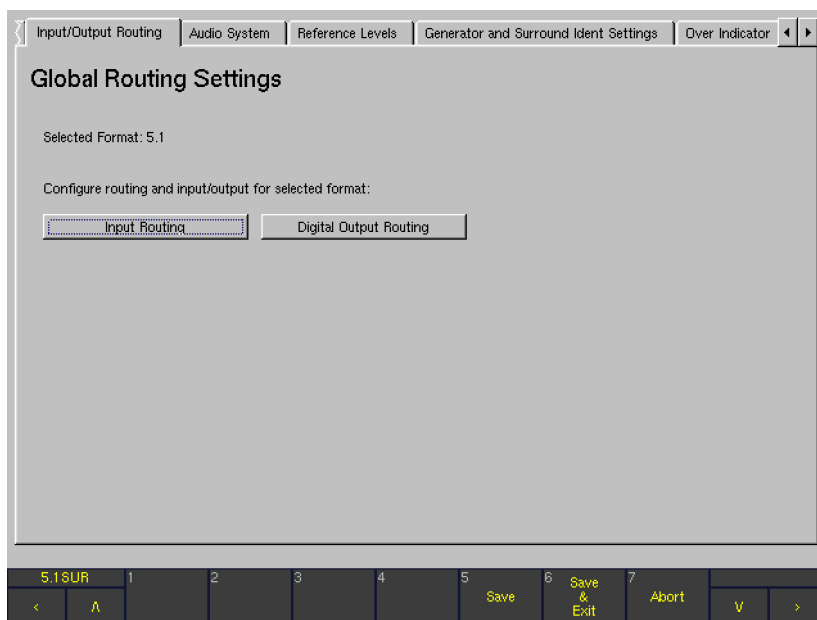 Input/Output Routing Audio System Reference Levels Generator and Surround Ident Settings Over Indicator
Global Routing Settings
Selected Format: 5.1
Configure routing and input/output for selected format:
Input Routing Digital Output Routing
5.1SUR 1 2 3 4 5 Save 6 Save & Exit 7 Abort
< Λ V >